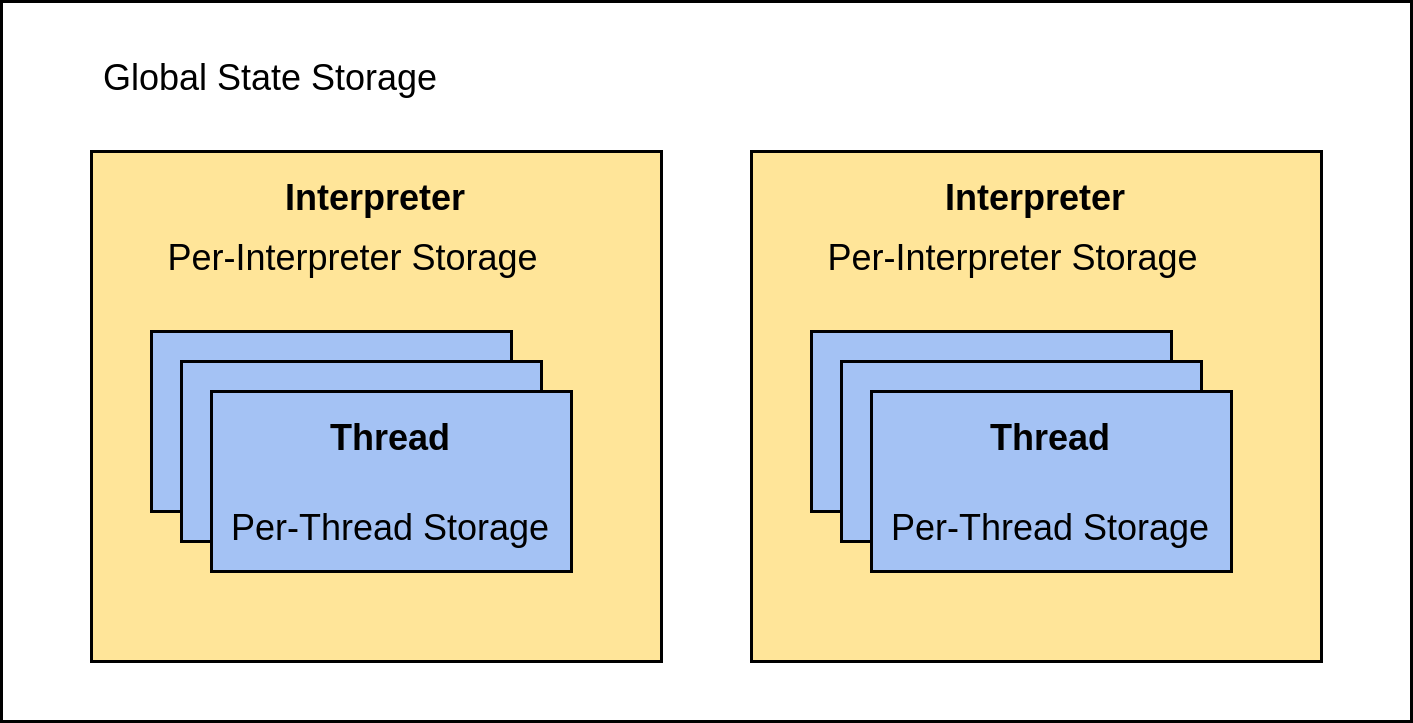 Global State Storage
Interpreter
Per-Interpreter Storage
Thread
Per-Thread Storage
Interpreter
Per-Interpreter Storage
Thread
Per-Thread Storage